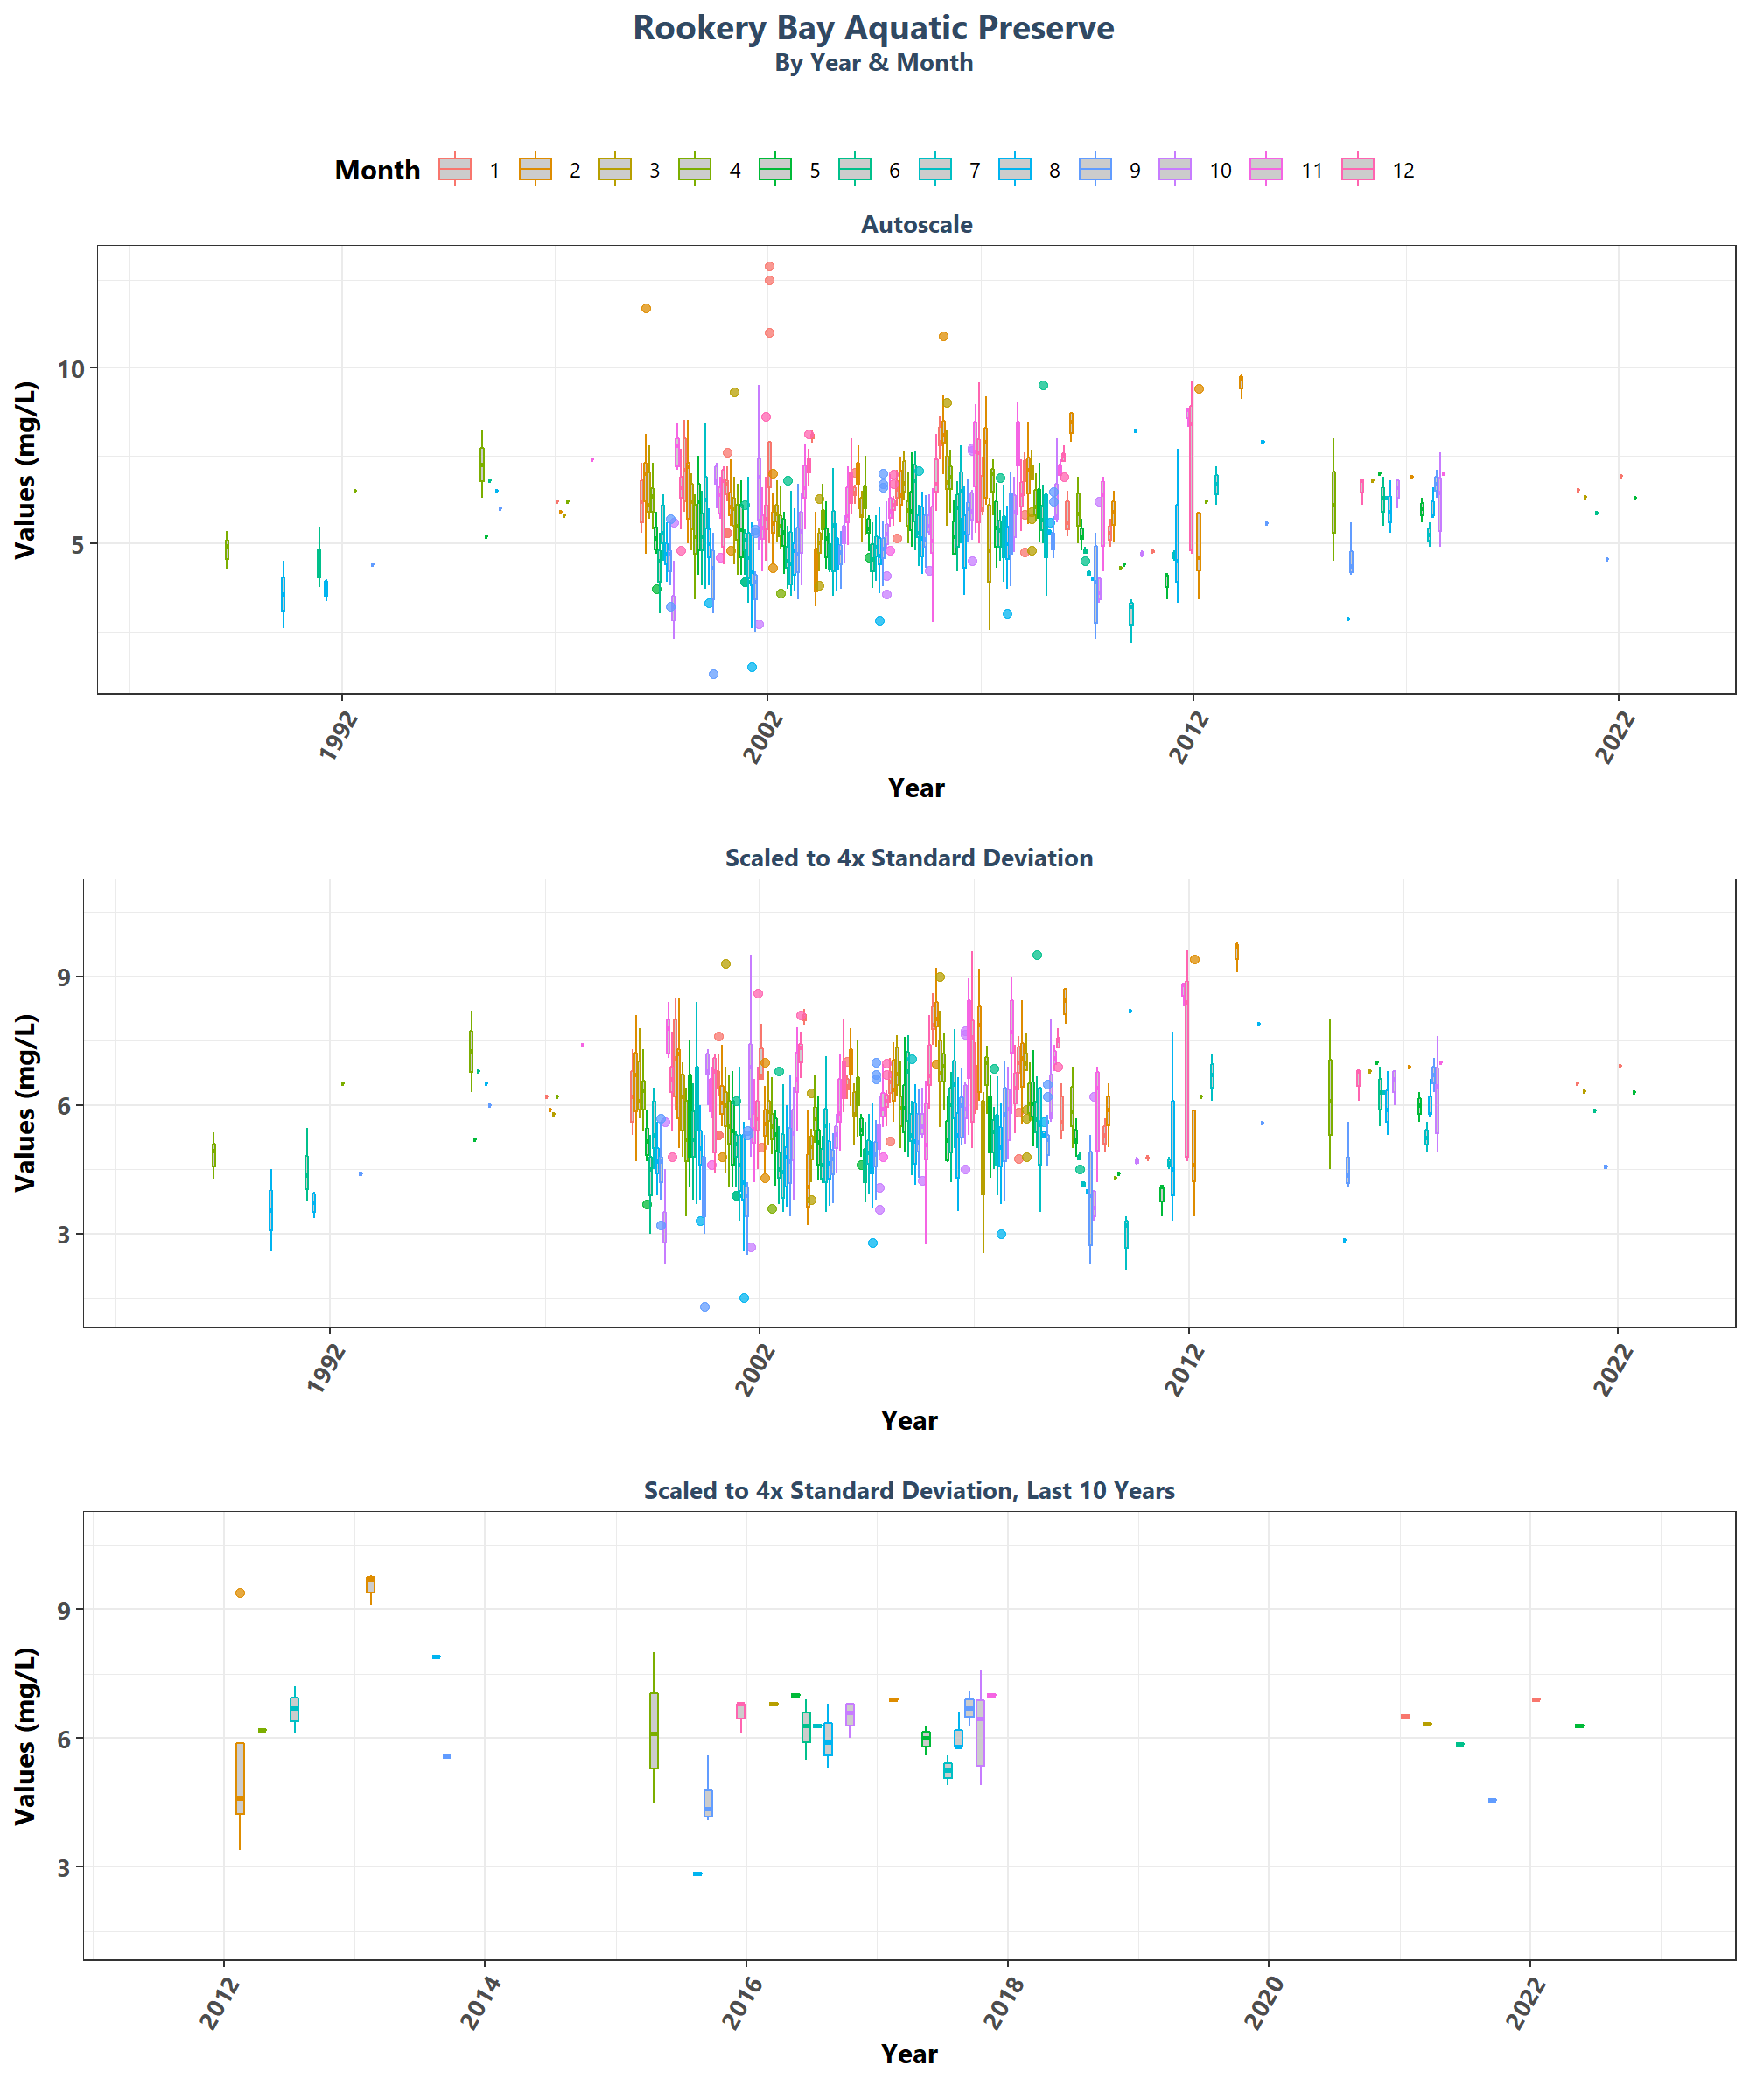 Rookery Bay Aquatic Preserve
By Year & Month
Month 1 2 3 4 5 6 7 8 9 10 11 12
Autoscale
Values (mg/L)
10
5
1992 2002 2012 2022
Year
Scaled to 4x Standard Deviation
Values (mg/L)
9
6
3
1992 2002 2012 2022
Year
Scaled to 4x Standard Deviation, Last 10 Years
Values (mg/L)
9
6
3
2012 2014 2016 2018 2020 2022
Year